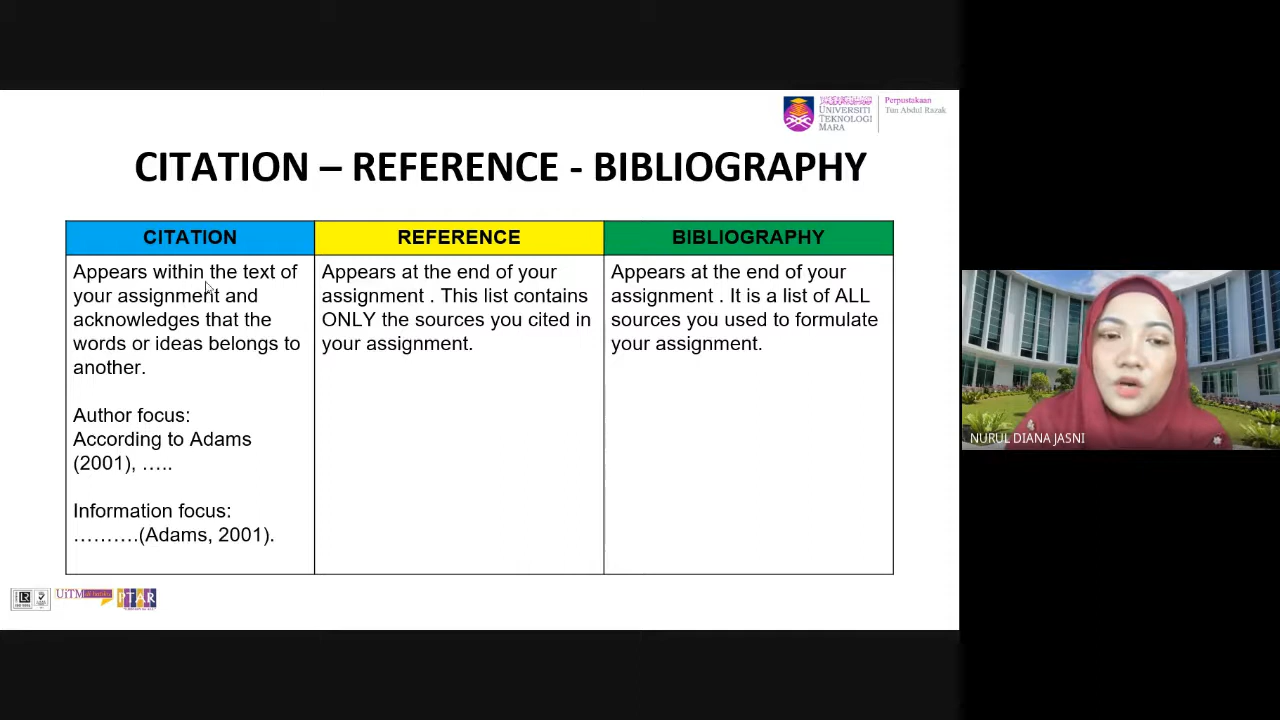 UNIVERSITI
TEKNOLOGI
MARA
Perpustakaan
Tun Abdul Razak
CITATION – REFERENCE - BIBLIOGRAPHY
CITATION
Appears within the text of
your assignment and
acknowledges that the
words or ideas belongs to
another.
Author focus:
According to Adams
(2001), …..
Information focus:
……….(Adams, 2001).
REFERENCE
Appears at the end of your
assignment . This list contains
ONLY the sources you cited in
your assignment.
BIBLIOGRAPHY
Appears at the end of your
assignment . It is a list of ALL
sources you used to formulate
your assignment.
NURUL DIANA JASNI
UiTM
PTAR